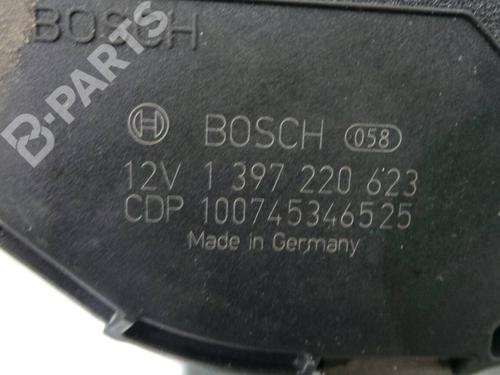 BOSCH
B-PARTS
BOSCH 058
12V 1 397 220 623
CDP 100745346525
Made in Germany